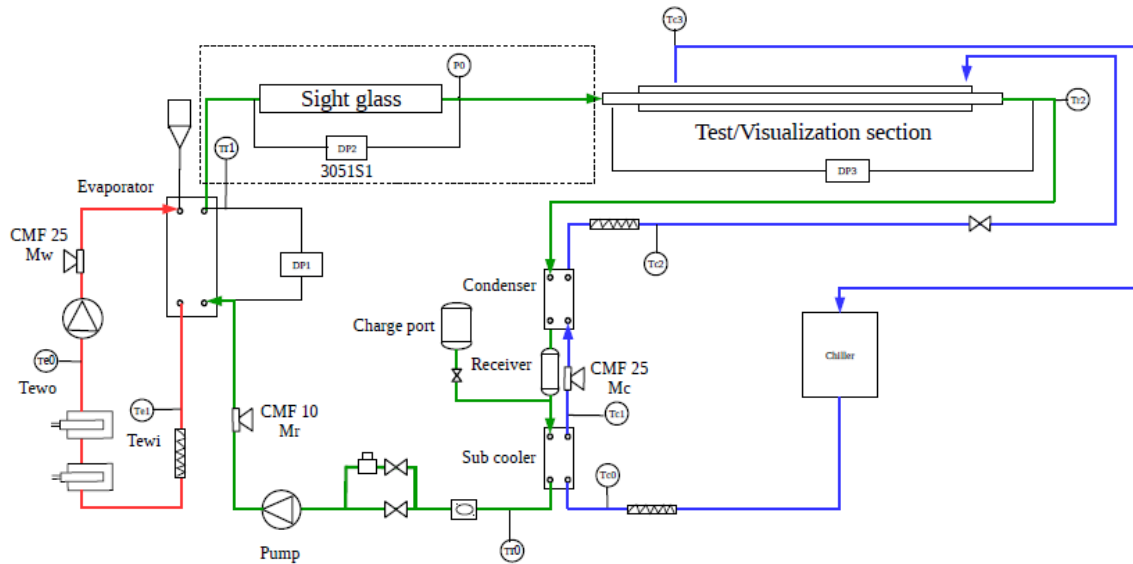 Tc3
P0
Sight glass
Tr2
Test/Visualization section
DP2
Tr1
3051S1
DP3
Evaporator
CMF 25
Mw
DP1
Tc2
Condenser
Charge port
Receiver
CMF 25
Mc
Chiller
Te0
Tewo
Te1
Tewi
CMF 10
Mr
Tc1
Sub cooler
Tc0
Pump
Tr0